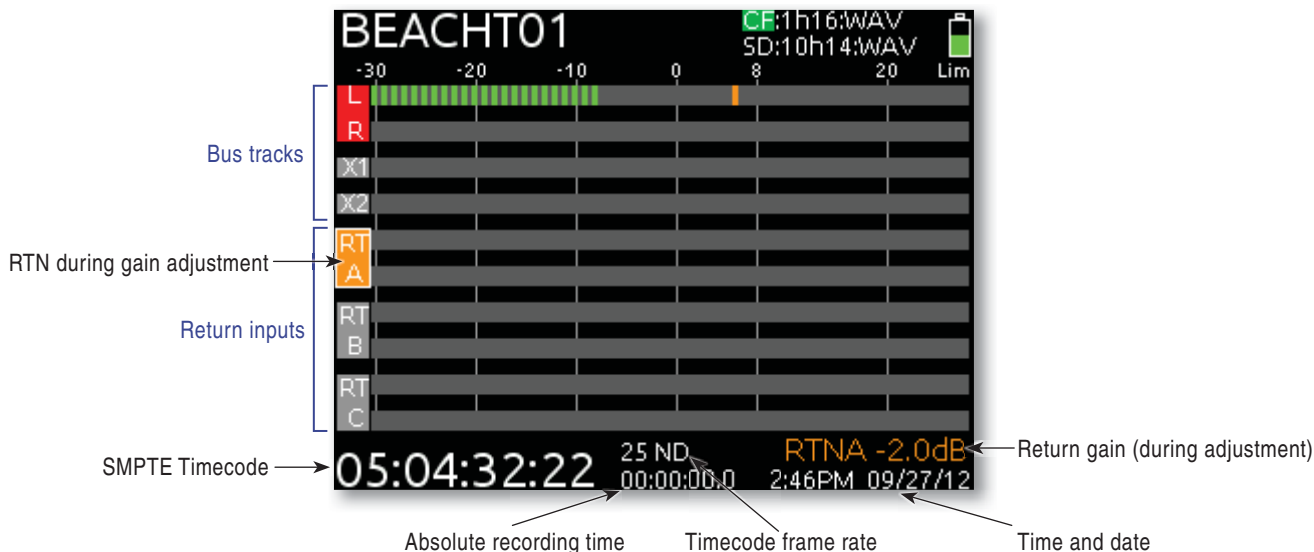 BEACHT01
CF:1h16:WAV
SD:10h14:WAV
-30 -20 -10 0 8 20 Lim
L
R
X1
X2
Bus tracks
RT
A
RTN during gain adjustment
RT
B
Return inputs
RT
C
SMPTE Timecode
05:04:32:22
25 ND
00:00:00.0
RTNA -2.0dB
2:46PM 09/27/12
Return gain (during adjustment)
Absolute recording time
Timecode frame rate
Time and date